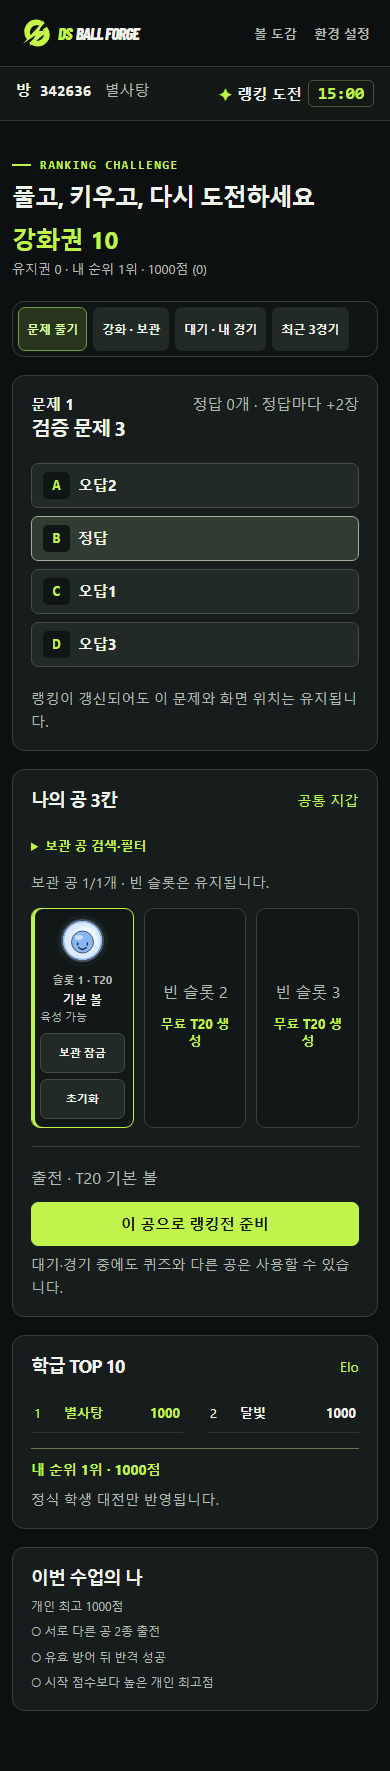 DS BALL FORGE
볼 도감 환경 설정
방 342636 별사탕 ✦ 랭킹 도전 15:00
RANKING CHALLENGE
풀고, 키우고, 다시 도전하세요
강화권 10
유지권 0 · 내 순위 1위 · 1000점 (0)
문제 풀기 강화 · 보관 대기 · 내 경기 최근 3경기
문제 1 정답 0개 · 정답마다 +2장
검증 문제 3
A 오답2
B 정답
C 오답1
D 오답3
랭킹이 갱신되어도 이 문제와 화면 위치는 유지됩니
다.
나의 공 3칸 공통 지갑
▶ 보관 공 검색·필터
보관 공 1/1개 · 빈 슬롯은 유지됩니다.
슬롯 1 · T20
기본 볼
육성 가능
보관 잠금
초기화
빈 슬롯 2
무료 T20 생
성
빈 슬롯 3
무료 T20 생
성
출전 · T20 기본 볼
이 공으로 랭킹전 준비
대기·경기 중에도 퀴즈와 다른 공은 사용할 수 있습
니다.
학급 TOP 10 Elo
1 별사탕 1000 2 달빛 1000
내 순위 1위 · 1000점
정식 학생 대전만 반영됩니다.
이번 수업의 나
개인 최고 1000점
○ 서로 다른 공 2종 출전
○ 유효 방어 뒤 반격 성공
○ 시작 점수보다 높은 개인 최고점